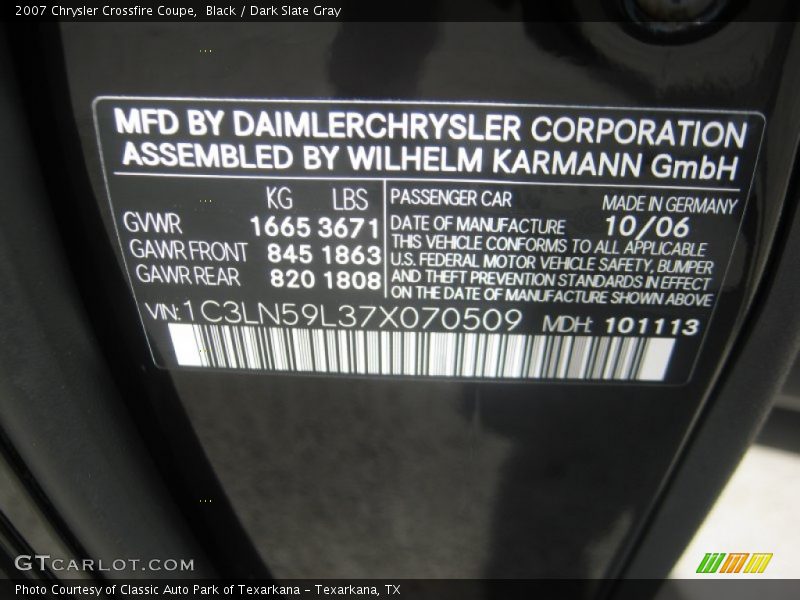 2007 Chrysler Crossfire Coupe, Black / Dark Slate Gray
MFD BY DAIMLERCHRYSLER CORPORATION
ASSEMBLED BY WILHELM KARMANN GmbH
KG LBS
GVWR 1665 3671
GAWR FRONT 845 1863
GAWR REAR 820 1808
PASSENGER CAR MADE IN GERMANY
DATE OF MANUFACTURE 10/06
THIS VEHICLE CONFORMS TO ALL APPLICABLE
U.S. FEDERAL MOTOR VEHICLE SAFETY, BUMPER
AND THEFT PREVENTION STANDARDS IN EFFECT
ON THE DATE OF MANUFACTURE SHOWN ABOVE
VIN: 1C3LN59L37X070509 MDH: 101113
GTCARLOT.COM
Photo Courtesy of Classic Auto Park of Texarkana - Texarkana, TX